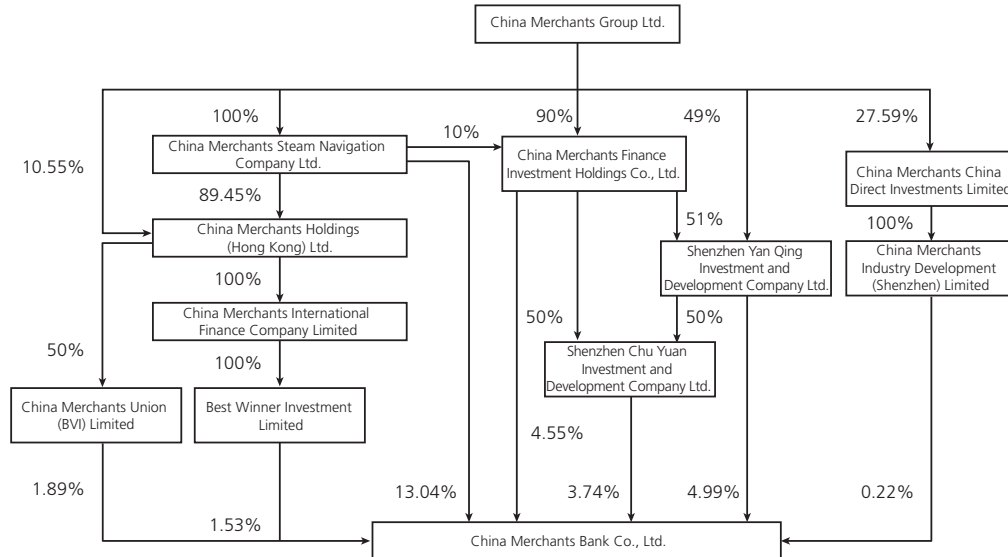 China Merchants Group Ltd.
100%
90%
49%
27.59%
10%
China Merchants Steam Navigation
Company Ltd.
China Merchants Finance
Investment Holdings Co., Ltd.
10.55%
China Merchants China
Direct Investments Limited
89.45%
51%
100%
China Merchants Holdings
(Hong Kong) Ltd.
Shenzhen Yan Qing
Investment and
Development Company Ltd.
China Merchants
Industry Development
(Shenzhen) Limited
100%
China Merchants International
Finance Company Limited
50%
50%
50%
100%
Shenzhen Chu Yuan
Investment and
Development Company Ltd.
China Merchants Union
(BVI) Limited
Best Winner Investment
Limited
4.55%
1.89%
13.04%
3.74%
4.99%
0.22%
1.53%
China Merchants Bank Co., Ltd.